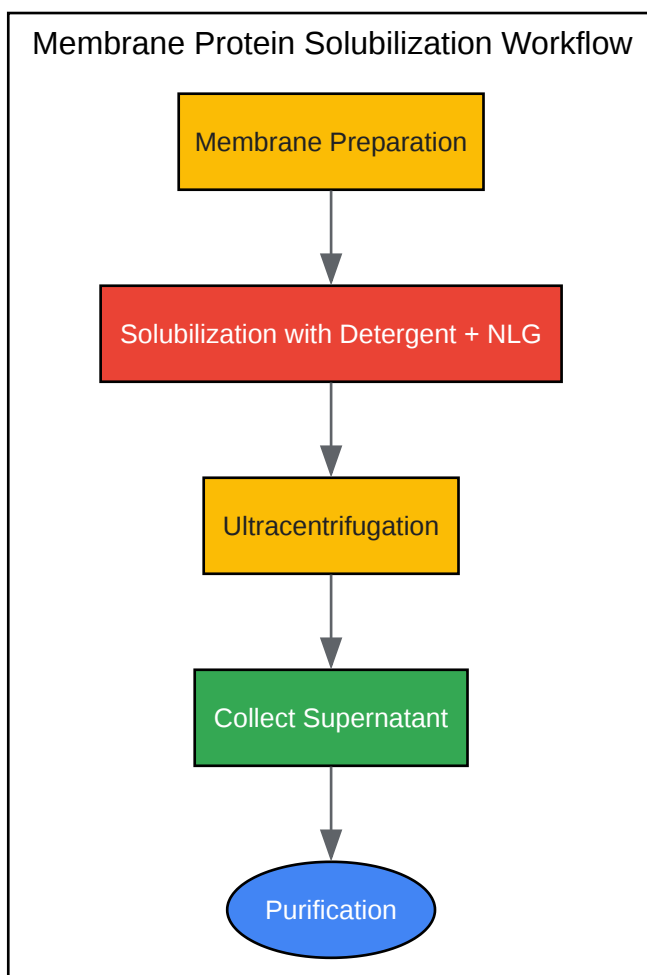 Membrane Protein Solubilization Workflow
Membrane Preparation
Solubilization with Detergent + NLG
Ultracentrifugation
Collect Supernatant
Purification